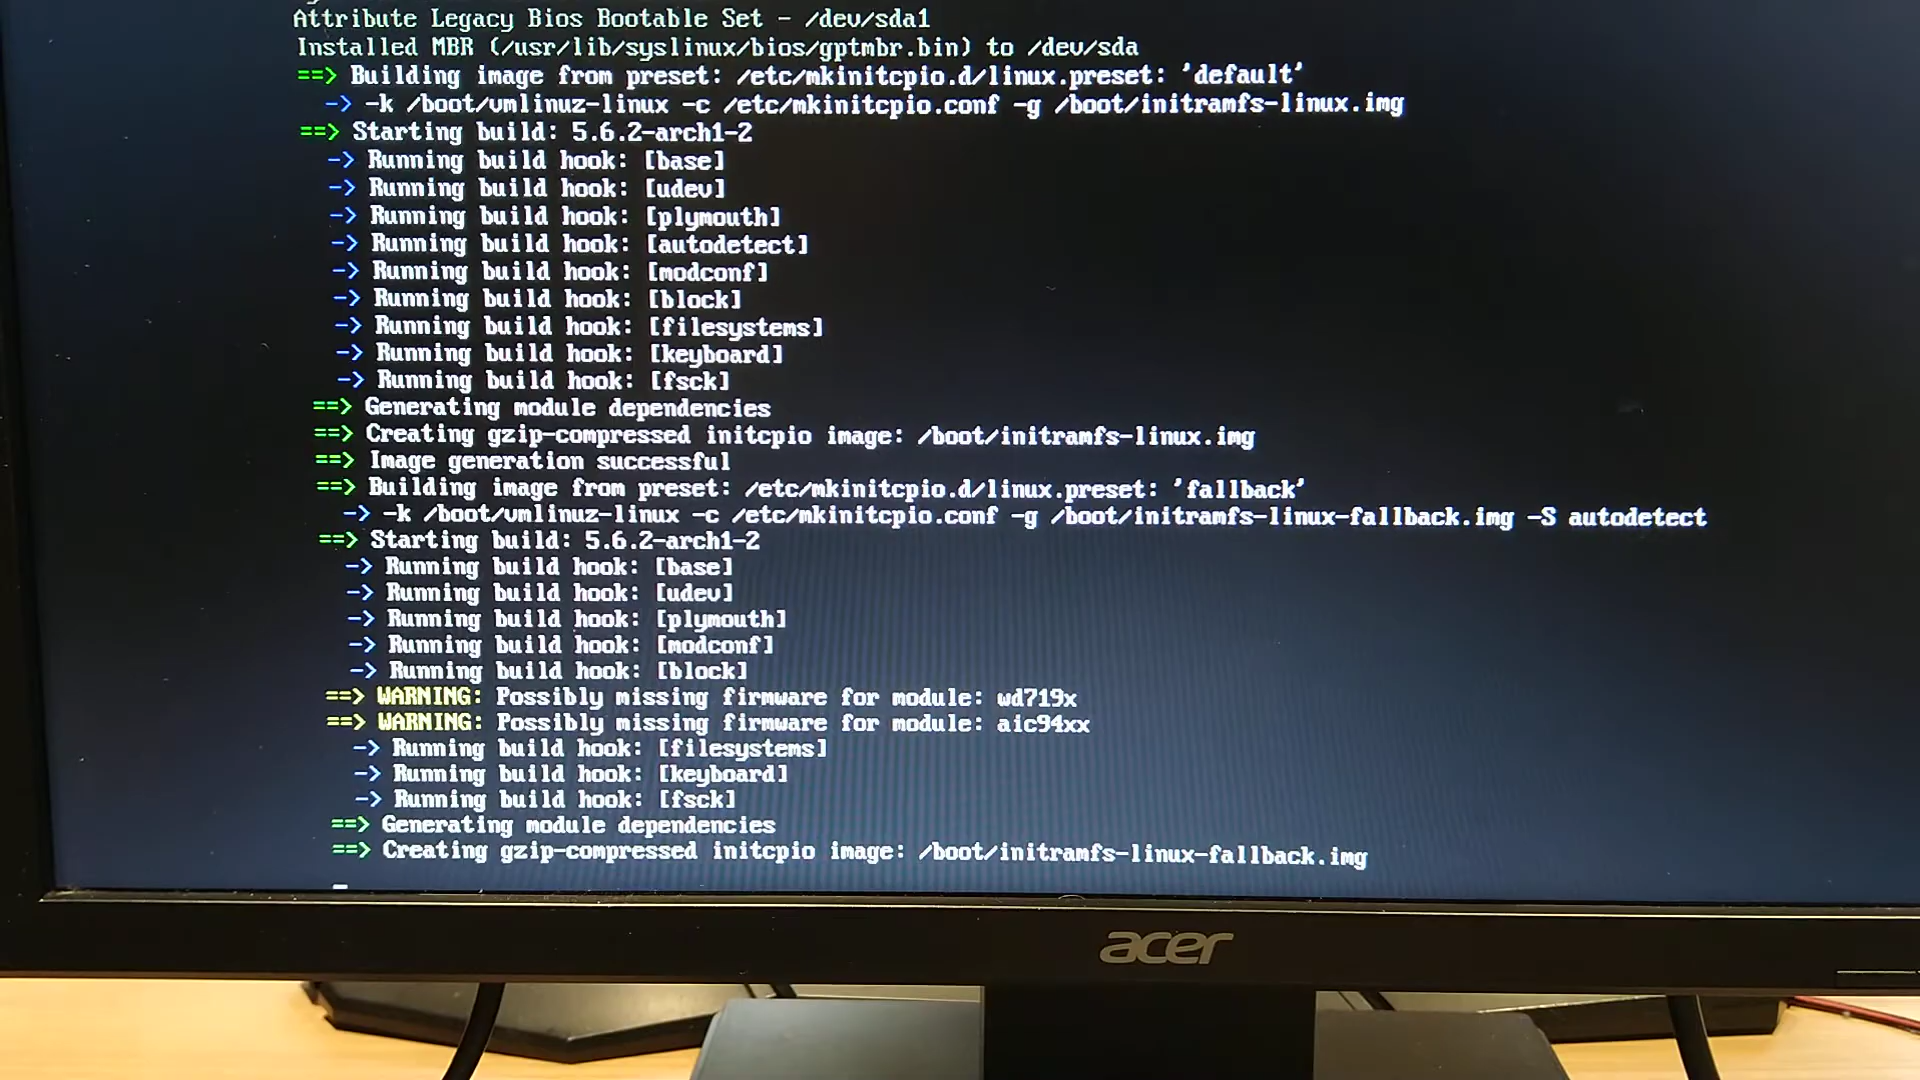 Attribute Legacy Bios Bootable Set - /dev/sda1
Installed MBR (/usr/lib/syslinux/bios/gptmbr.bin) to /dev/sda
==> Building image from preset: /etc/mkinitcpio.d/linux.preset: 'default'
-> -k /boot/vmlinuz-linux -c /etc/mkinitcpio.conf -g /boot/initramfs-linux.img
==> Starting build: 5.6.2-arch1-2
-> Running build hook: [base]
-> Running build hook: [udev]
-> Running build hook: [plymouth]
-> Running build hook: [autodetect]
-> Running build hook: [modconf]
-> Running build hook: [block]
-> Running build hook: [filesystems]
-> Running build hook: [keyboard]
-> Running build hook: [fsck]
==> Generating module dependencies
==> Creating gzip-compressed initcpio image: /boot/initramfs-linux.img
==> Image generation successful
==> Building image from preset: /etc/mkinitcpio.d/linux.preset: 'fallback'
-> -k /boot/vmlinuz-linux -c /etc/mkinitcpio.conf -g /boot/initramfs-linux-fallback.img -S autodetect
==> Starting build: 5.6.2-arch1-2
-> Running build hook: [base]
-> Running build hook: [udev]
-> Running build hook: [plymouth]
-> Running build hook: [modconf]
-> Running build hook: [block]
==> WARNING: Possibly missing firmware for module: wd719x
==> WARNING: Possibly missing firmware for module: aic94xx
-> Running build hook: [filesystems]
-> Running build hook: [keyboard]
-> Running build hook: [fsck]
==> Generating module dependencies
==> Creating gzip-compressed initcpio image: /boot/initramfs-linux-fallback.img
acer